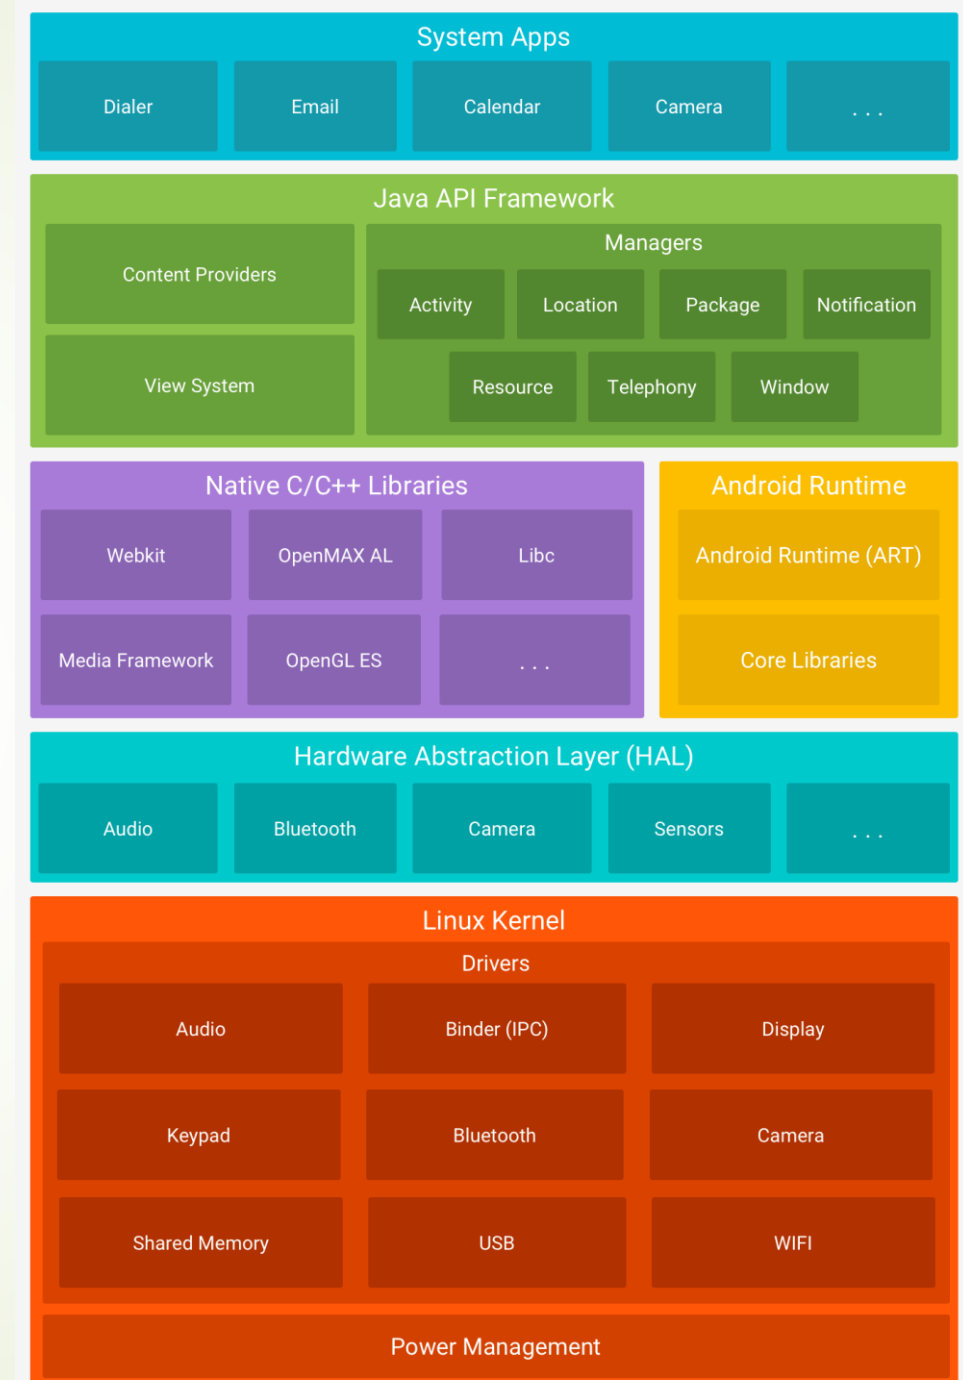 System Apps
Dialer Email Calendar Camera . . .
Java API Framework
Content Providers
View System
Managers
Activity Location Package Notification
Resource Telephony Window
Native C/C++ Libraries
Webkit OpenMAX AL Libc
Media Framework OpenGL ES . . .
Android Runtime
Android Runtime (ART)
Core Libraries
Hardware Abstraction Layer (HAL)
Audio Bluetooth Camera Sensors . . .
Linux Kernel
Drivers
Audio Binder (IPC) Display
Keypad Bluetooth Camera
Shared Memory USB WIFI
Power Management